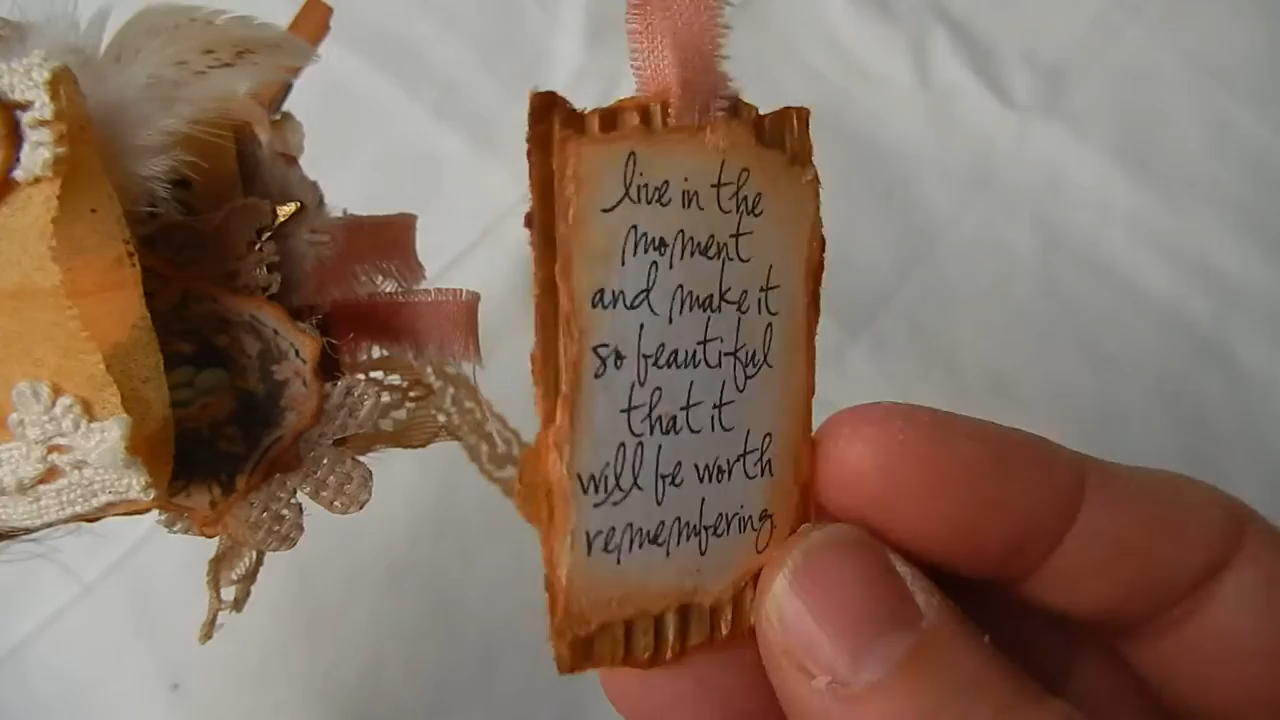 live in the
moment
and make it
so beautiful
that it
will be worth
remembering